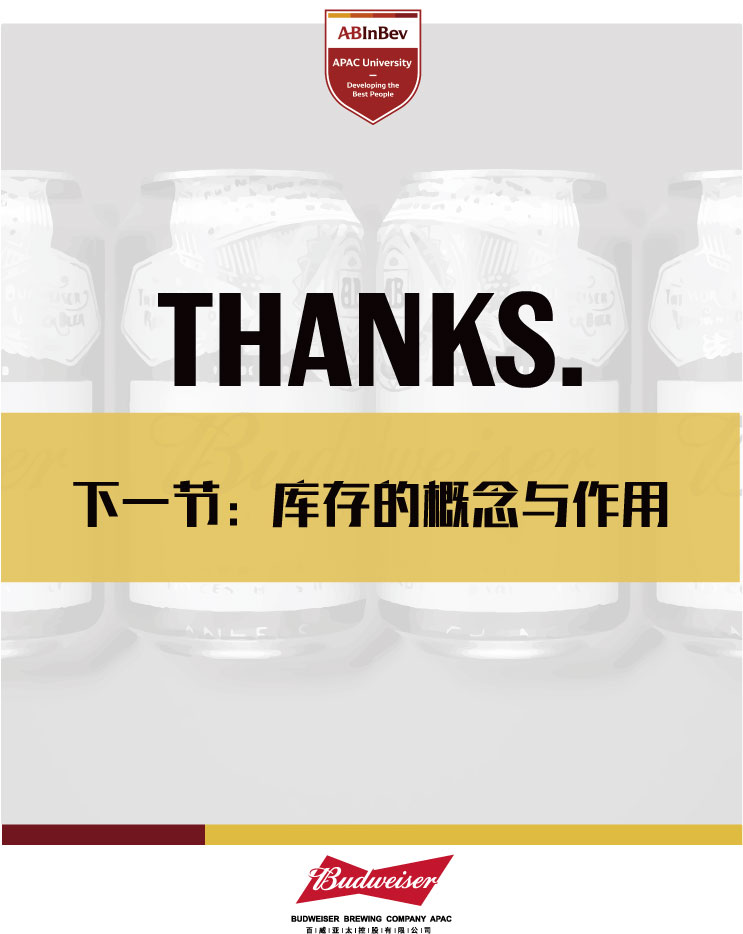 ABInBev
APAC University
Developing the
Best People
THANKS.
下一节：库存的概念与作用
Budweiser
BUDWEISER BREWING COMPANY APAC
百威亚太控股有限公司